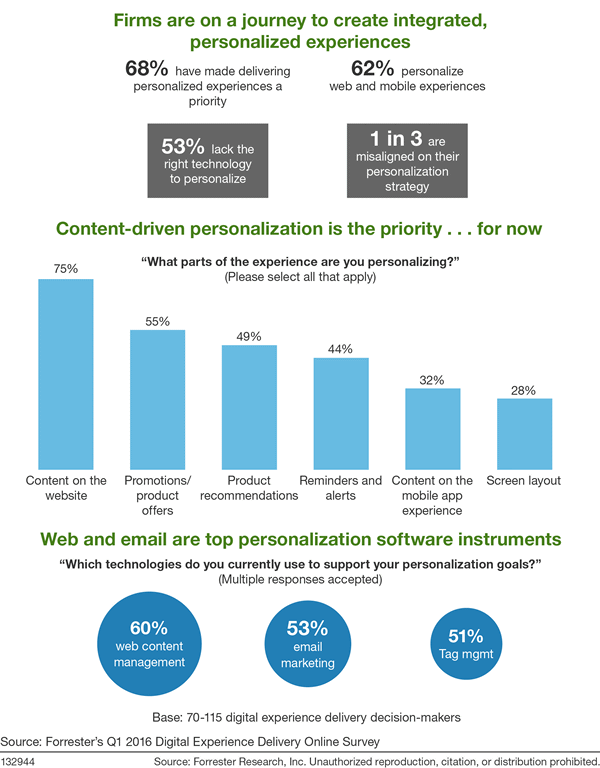 Firms are on a journey to create integrated,
personalized experiences
68% have made delivering
personalized experiences a
priority
62% personalize
web and mobile experiences
53% lack the
right technology
to personalize
1 in 3 are
misaligned on their
personalization
strategy
Content-driven personalization is the priority . . . for now
“What parts of the experience are you personalizing?”
(Please select all that apply)
75%
55%
49%
44%
32%
28%
Content on the
website
Promotions/
product
offers
Product
recommendations
Reminders and
alerts
Content on the
mobile app
experience
Screen layout
Web and email are top personalization software instruments
“Which technologies do you currently use to support your personalization goals?”
(Multiple responses accepted)
60%
web content
management
53%
email
marketing
51%
Tag mgmt
Base: 70-115 digital experience delivery decision-makers
Source: Forrester’s Q1 2016 Digital Experience Delivery Online Survey
132944
Source: Forrester Research, Inc. Unauthorized reproduction, citation, or distribution prohibited.